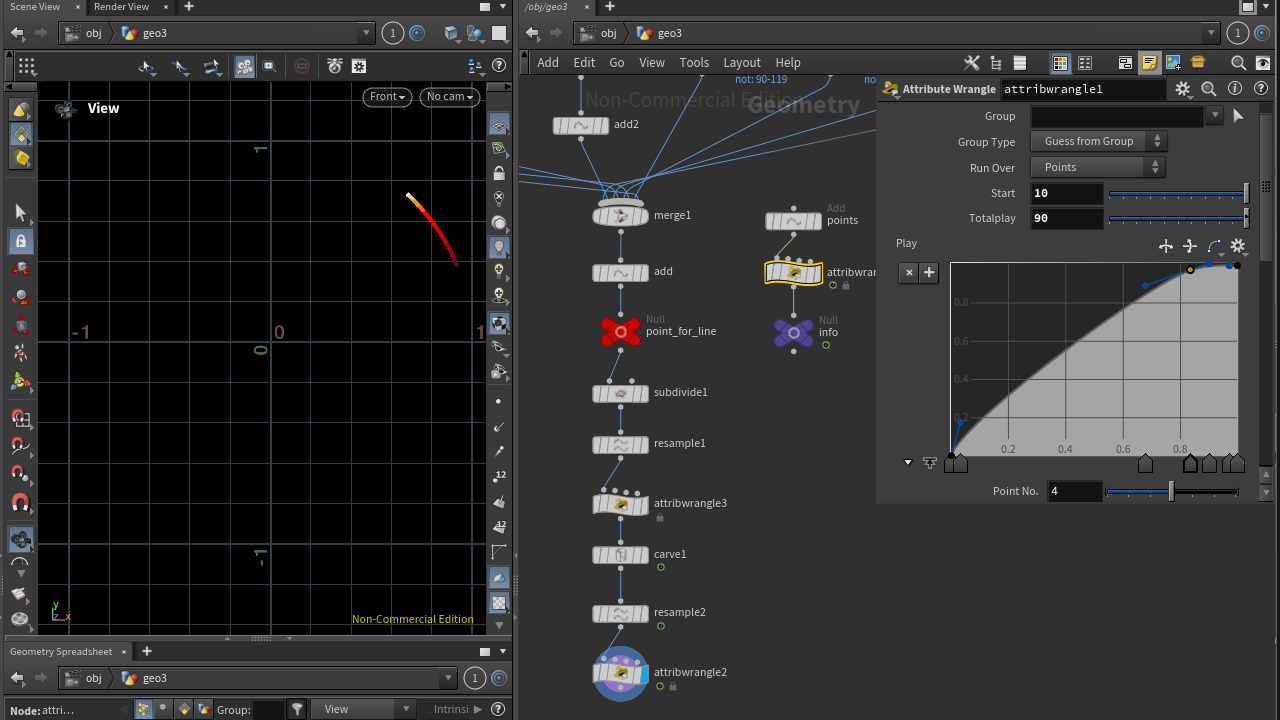 Scene View
Render View
obj
geo3
1
View
Front
No cam
1
-1
0
1
0
-1
y
z
x
Non-Commercial Edition
Geometry Spreadsheet
obj
geo3
1
Node: attri...
Group:
View
Intrinsi
/obj/geo3
obj
geo3
1
Add
Edit
Go
View
Tools
Layout
Help
Non-Commercial Edition
Geometry
not: 90-119
no
add2
merge1
add
Null
point_for_line
subdivide1
resample1
attribwrangle3
carve1
resample2
attribwrangle2
Add
points
attribwran
Null
info
Attribute Wrangle
attribwrangle1
Group
Group Type
Guess from Group
Run Over
Points
Start
10
Totalplay
90
Play
0.8
0.6
0.4
0.2
0.2
0.4
0.6
0.8
Point No.
4
12
12